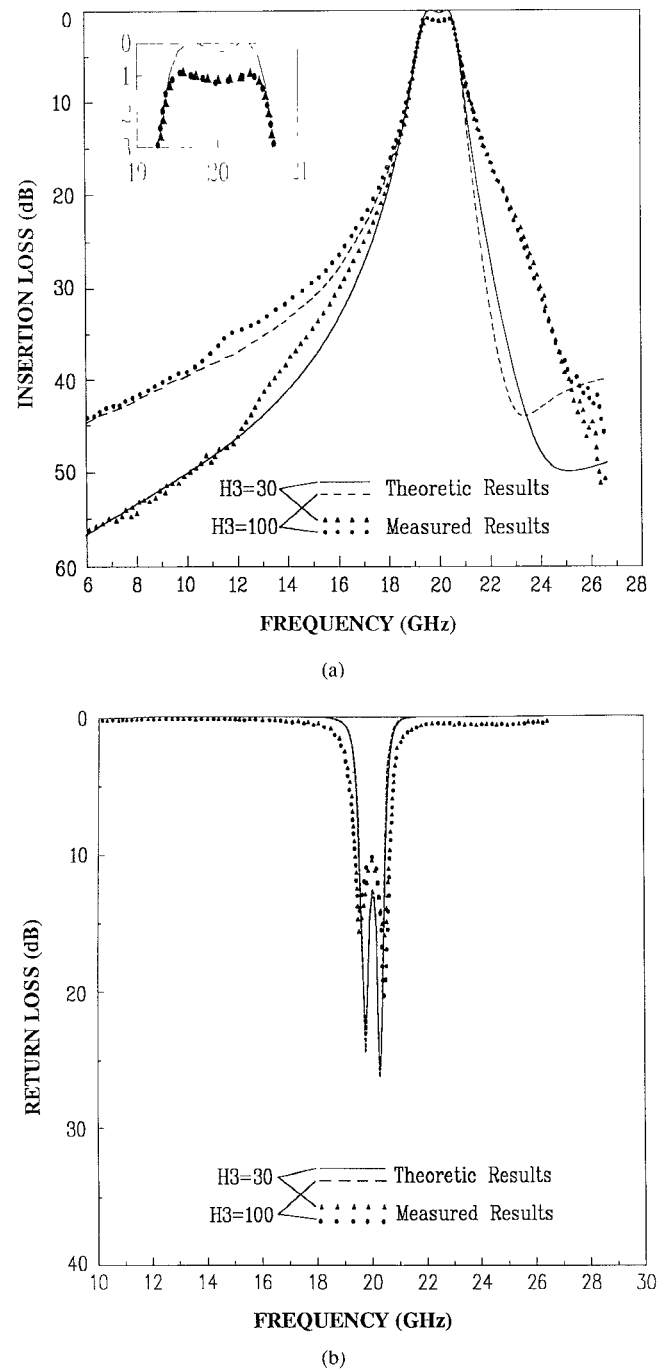 0
10
20
30
40
50
60
INSERTION LOSS (dB)
0
1
2
3
19 20 21
H3=30
H3=100
Theoretic Results
Measured Results
6 8 10 12 14 16 18 20 22 24 26 28
FREQUENCY (GHz)
(a)
0
10
20
30
40
RETURN LOSS (dB)
H3=30
H3=100
Theoretic Results
Measured Results
10 12 14 16 18 20 22 24 26 28 30
FREQUENCY (GHz)
(b)